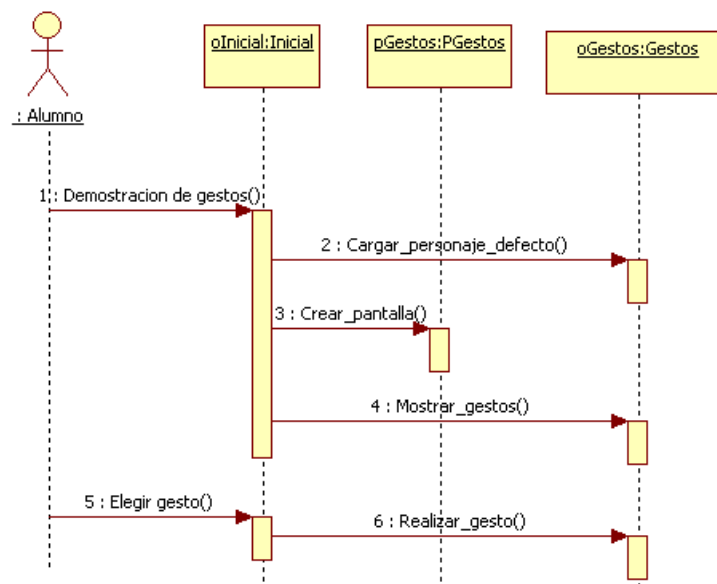 oInicial:Inicial
pGestos:PGestos
oGestos:Gestos
: Alumno
1 : Demostracion de gestos()
2 : Cargar_personaje_defecto()
3 : Crear_pantalla()
4 : Mostrar_gestos()
5 : Elegir gesto()
6 : Realizar_gesto()